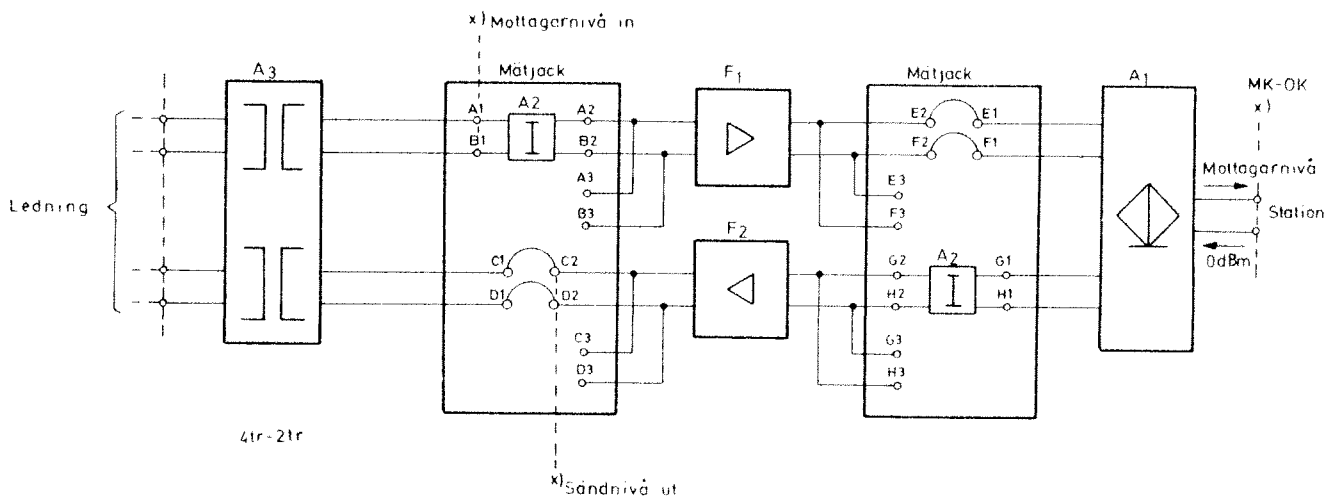 x) Mottagarnivå in
A3
Mätjack
F1
Mätjack
A1
MK-OK
x)
A1
A2
A2
E2
E1
B1
B2
F2
F1
Mottagarnivå
A3
E3
Ledning
B3
F3
Station
F2
C1
C2
G2
A2
G1
0dBm
D1
D2
H2
H1
C3
G3
D3
H3
4tr-2tr
x) Sändnivå ut